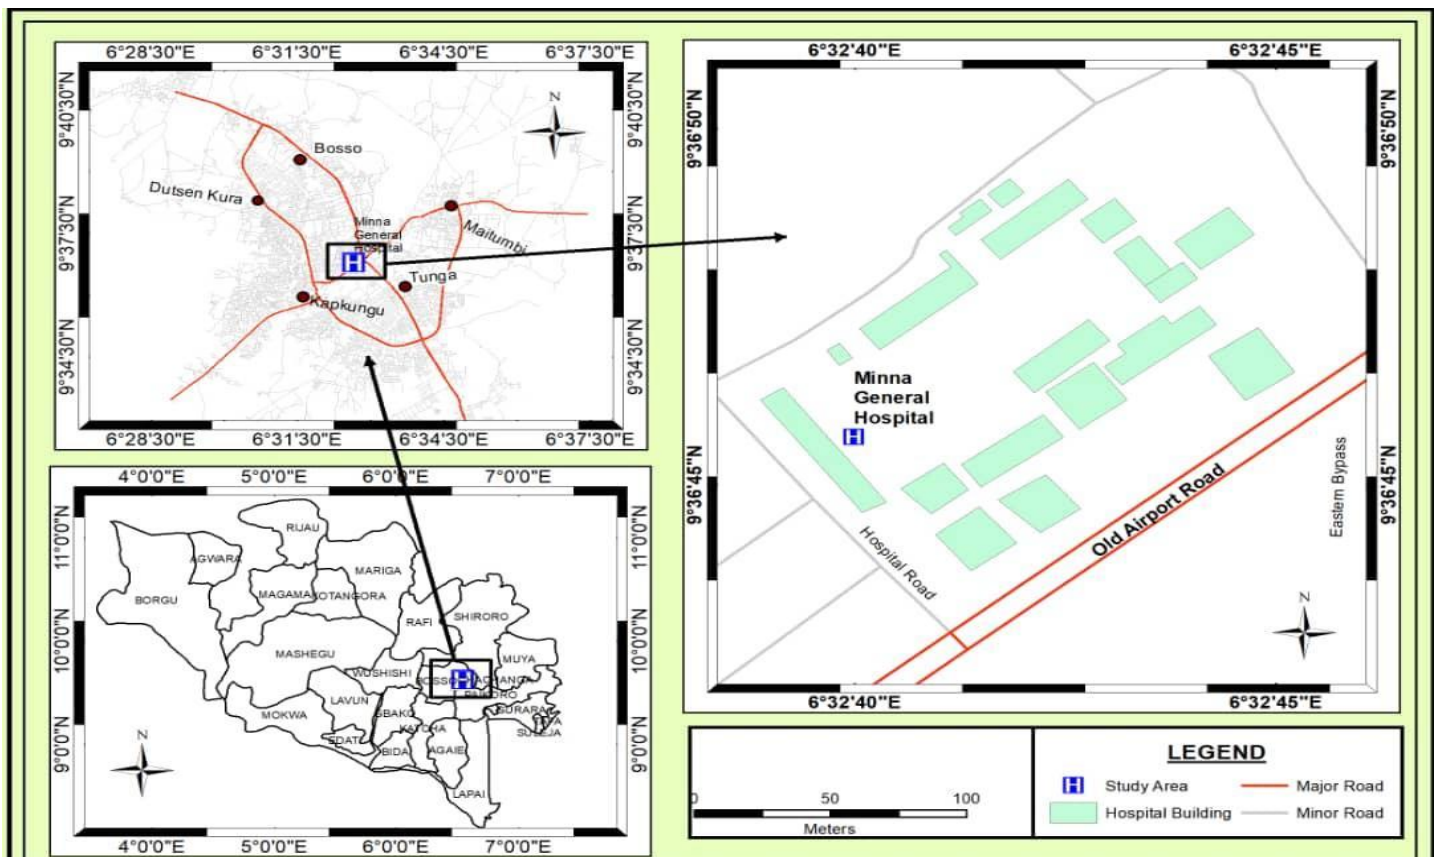 6°28'30"E 6°31'30"E 6°34'30"E 6°37'30"E
9°40'30"N
9°37'30"N
9°34'30"N
9°40'30"N
9°37'30"N
9°34'30"N
N
Bosso
Dutsen Kura
Minna
General
Hospital
Maitumbi
H
Tunga
Kapkungu
6°28'30"E 6°31'30"E 6°34'30"E 6°37'30"E
4°0'0"E 5°0'0"E 6°0'0"E 7°0'0"E
11°0'0"N
10°0'0"N
9°0'0"N
11°0'0"N
10°0'0"N
9°0'0"N
RIJAU
AGWARA
MARIGA
BORGU
MAGAMA
KOTANGORA
RAFI
SHIRORO
MASHEGU
MUYA
WUSHISHI
BOSSO
H
LAVUN
MOKWA
GBAKO
KATCHA
EDATI
BIDA
AGAIE
SULEJA
LAPAI
N
4°0'0"E 5°0'0"E 6°0'0"E 7°0'0"E
6°32'40"E 6°32'45"E
9°36'50"N
9°36'45"N
9°36'50"N
9°36'45"N
Minna
General
Hospital
H
Hospital Road
Old Airport Road
Eastern Bypass
N
6°32'40"E 6°32'45"E
0 50 100
Meters
LEGEND
H Study Area
Major Road
Hospital Building
Minor Road